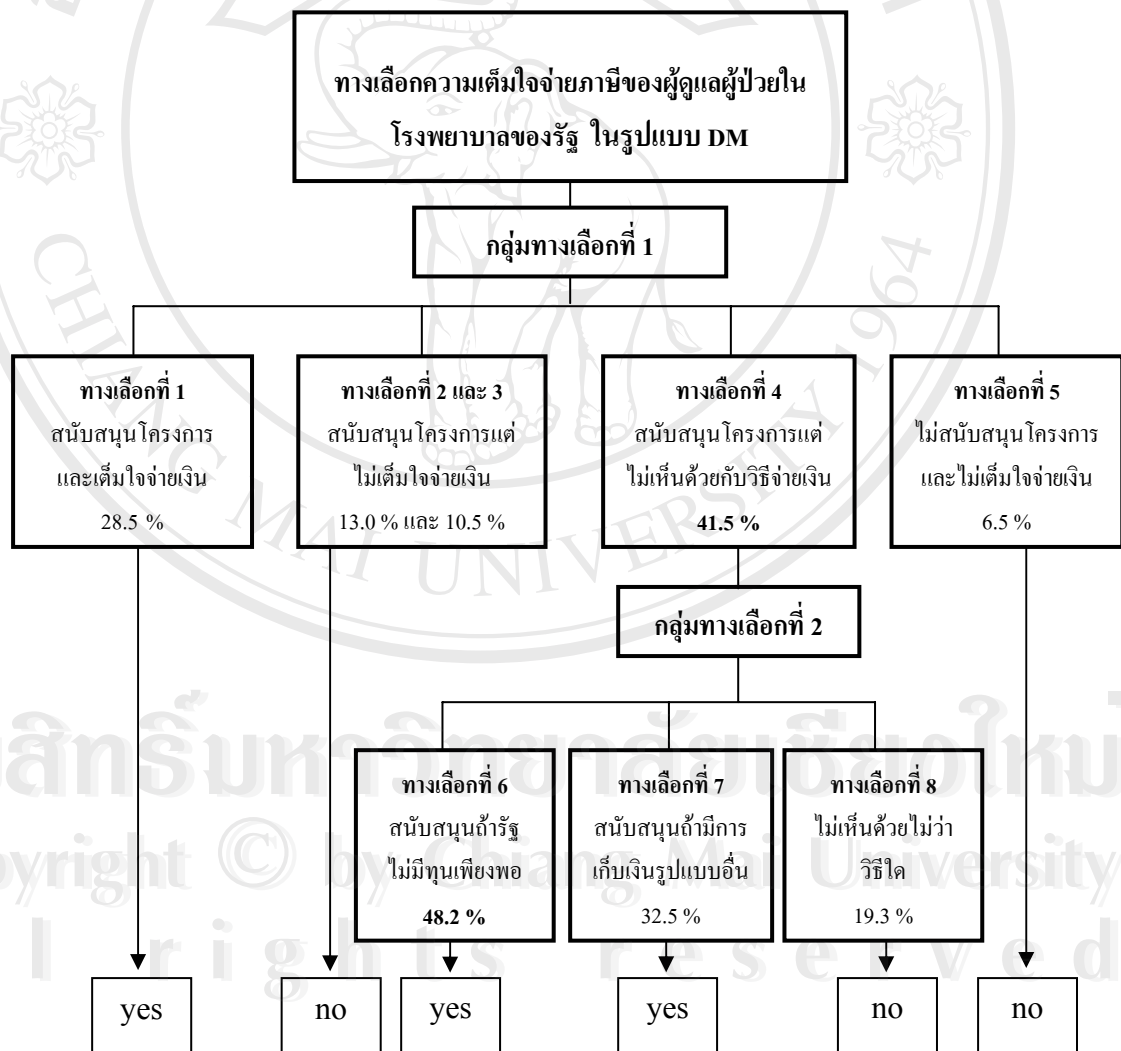 ทางเลือกความเต็มใจจ่ายภาษีของผู้ดูแลผู้ป่วยใน
โรงพยาบาลของรัฐ ในรูปแบบ DM
กลุ่มทางเลือกที่ 1
ทางเลือกที่ 1
สนับสนุนโครงการ
และเต็มใจจ่ายเงิน
28.5 %
ทางเลือกที่ 2 และ 3
สนับสนุนโครงการแต่
ไม่เต็มใจจ่ายเงิน
13.0 % และ 10.5 %
ทางเลือกที่ 4
สนับสนุนโครงการแต่
ไม่เห็นด้วยกับวิธีจ่ายเงิน
41.5 %
ทางเลือกที่ 5
ไม่สนับสนุนโครงการ
และไม่เต็มใจจ่ายเงิน
6.5 %
กลุ่มทางเลือกที่ 2
ทางเลือกที่ 6
สนับสนุนถ้ารัฐ
ไม่มีทุนเพียงพอ
48.2 %
ทางเลือกที่ 7
สนับสนุนถ้ามีการ
เก็บเงินรูปแบบอื่น
32.5 %
ทางเลือกที่ 8
ไม่เห็นด้วยไม่ว่า
วิธีใด
19.3 %
yes
no
yes
yes
no
no
CHIANG MAI UNIVERSITY 1964
สิทธิ์มหาวิทยาลัยเชียงใหม่
pyright © by Chiang Mai University
l rights reserved